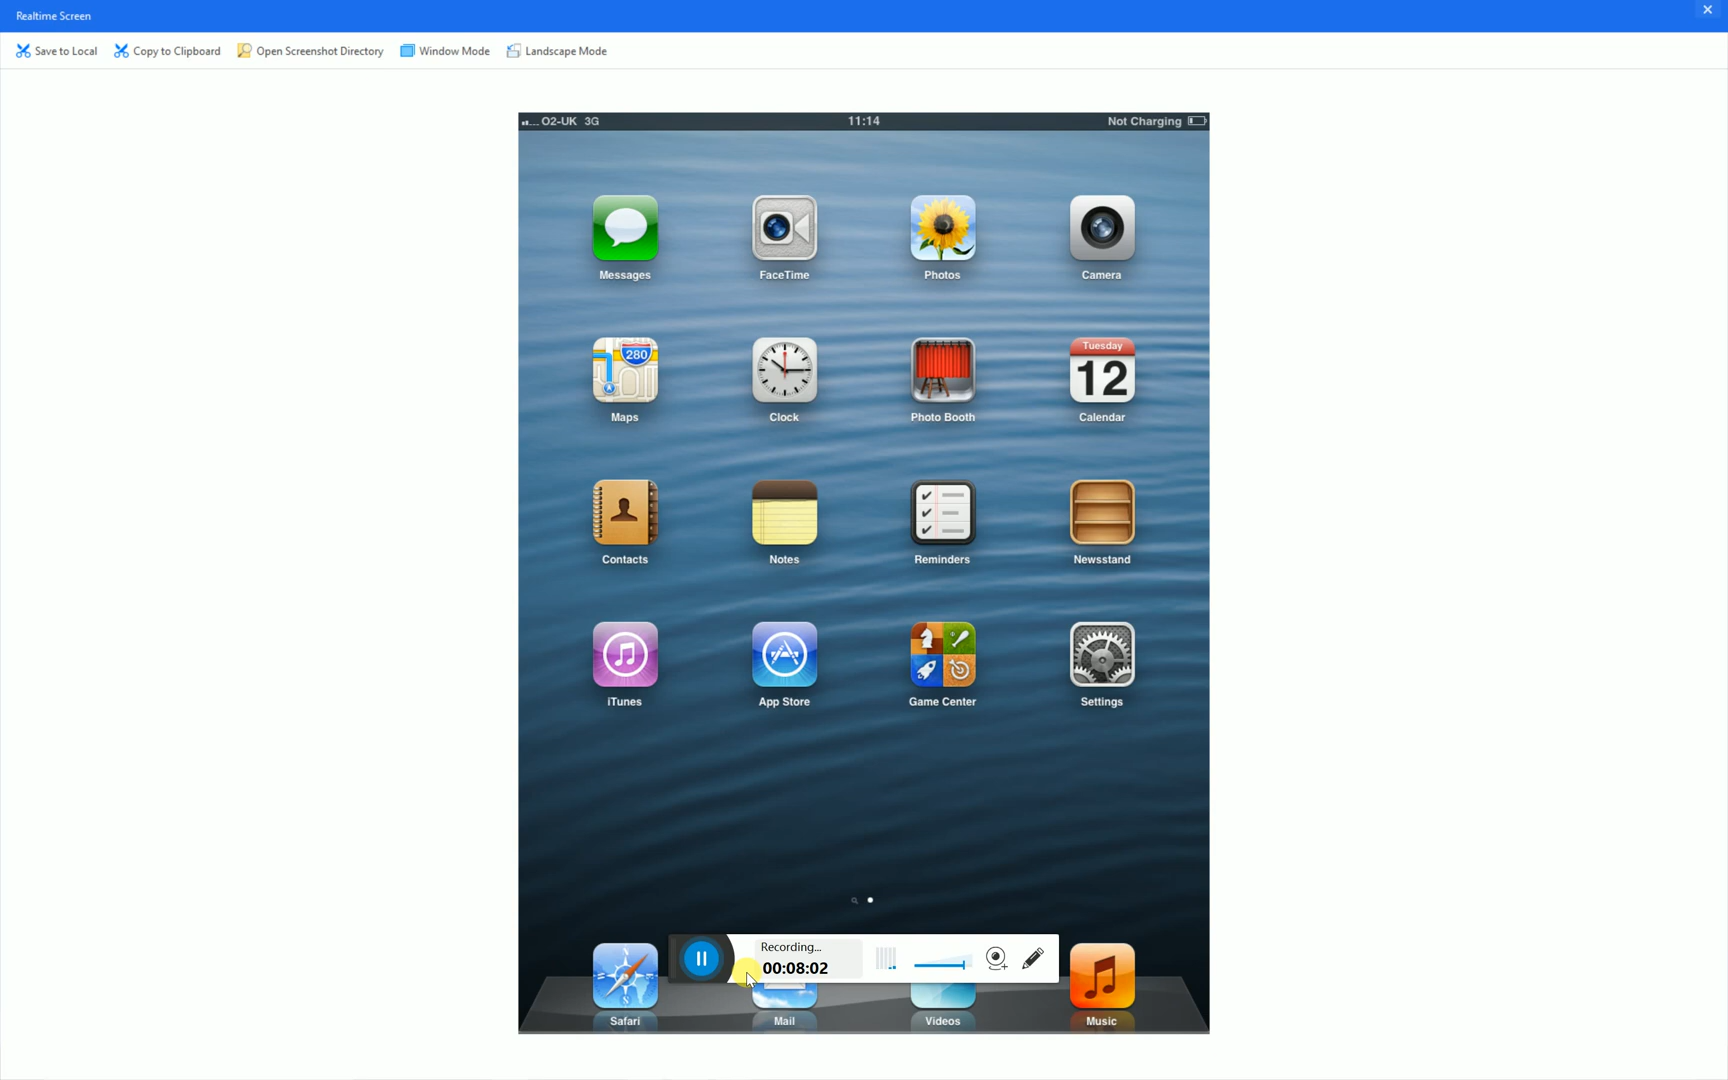 Realtime Screen
Save to Local Copy to Clipboard Open Screenshot Directory Window Mode Landscape Mode
O2-UK 3G 11:14 Not Charging
Messages FaceTime Photos Camera
280 Tuesday
12
Maps Clock Photo Booth Calendar
Contacts Notes Reminders Newsstand
iTunes App Store Game Center Settings
Recording...
00:08:02
Safari Mail Videos Music